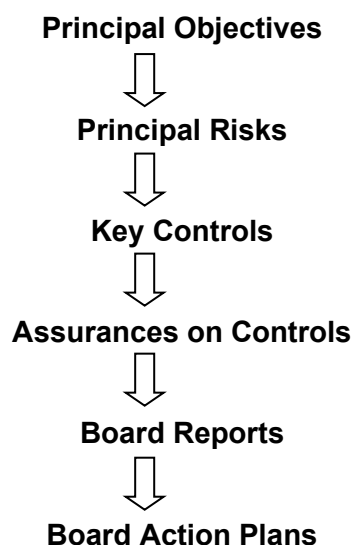 Principal Objectives
Principal Risks
Key Controls
Assurances on Controls
Board Reports
Board Action Plans